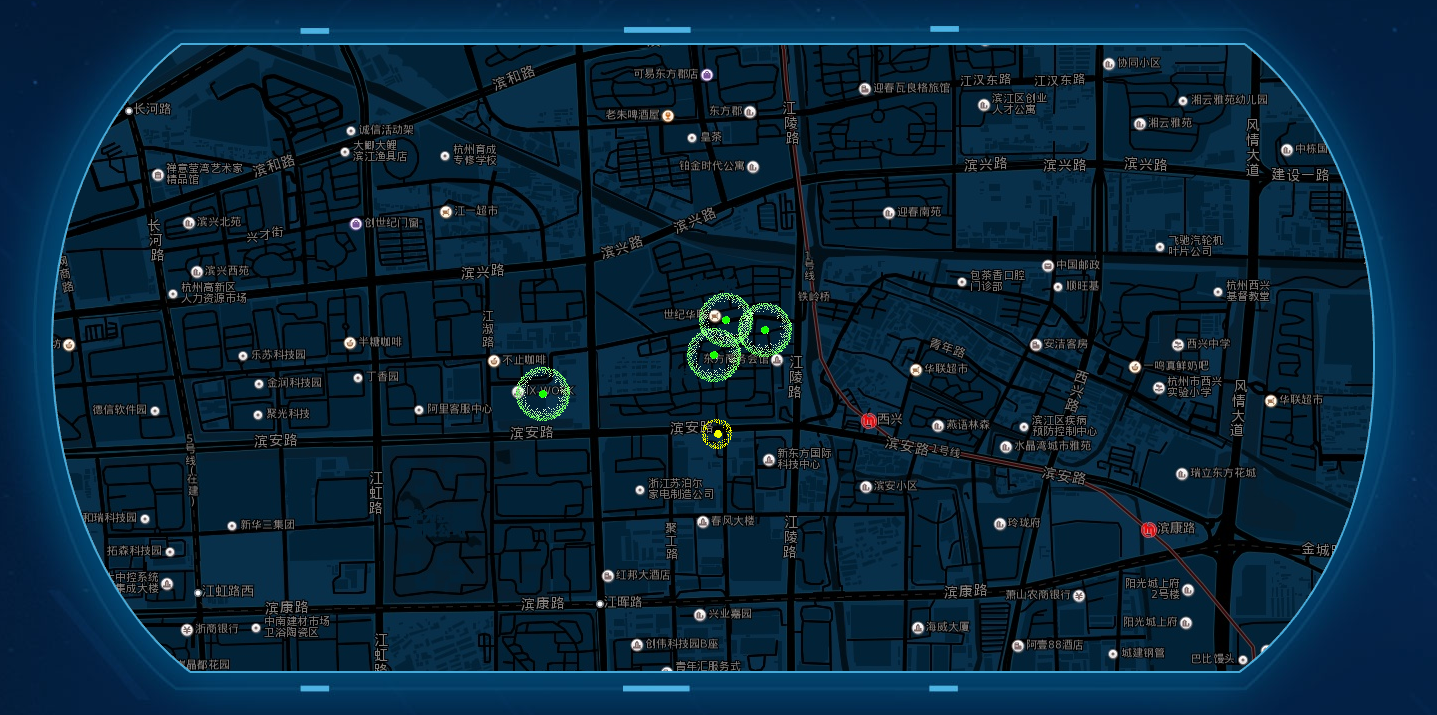 协同小区
可易东方郡店
滨和路
江汉东路
江汉东路
迎春瓦良格旅馆
湘云雅苑幼儿园
滨江区创业
人才公寓
长河路
老朱啤酒屋
东方郡
江陵路
湘云雅苑
诚信活动架
皇茶
风情大道
大鲫大鲤
滨江渔具店
杭州育成
专修学校
滨和路
铂金时代公寓
滨兴路
滨兴路
滨兴路
禅意莹湾艺术家
精品馆
建设一路
江一超市
迎春南苑
滨兴北苑
创世纪门窗
滨兴路
长河路
兴才街
滨兴路
飞驰汽轮机
叶片公司
滨兴西苑
滨兴路
1号线
中国邮政
包茶香口腔
门诊部
顺旺基
杭州西兴
基督教堂
杭州高新区
人力资源市场
铁岭桥
江淑路
半糖咖啡
青年路
安洁客房
西兴中学
乐苏科技园
不止咖啡
江陵路
华联超市
一鸣真鲜奶吧
金润科技园
丁香园
西兴路
杭州市西兴
实验小学
风情大道
华联超市
德信软件园
聚光科技
阿里客服中心
西兴
燕语林森
滨江区疾病
预防控制中心
滨安路
滨安路
滨安路
1号线
水晶湾城市雅苑
5号线(在建)
新东方国际
科技中心
滨安路
瑞立东方花城
江虹路
浙江苏泊尔
家电制造公司
滨安小区
和瑞科技园
新华三集团
聚工路
春风大楼
江陵路
玲珑府
滨康路
拓森科技园
金城
中控系统
集成大楼
江虹路西
红邦大酒店
滨康路
阳光城上府
2号楼
滨康路
滨康路
江晖路
萧山农商银行
浙商银行
中南建材市场
卫浴陶瓷区
兴业嘉园
海威大厦
阳光城上府
江虹路
创伟科技园B座
阿壹88酒店
城建钢管
巴比馒头
晶都花园
青年汇服务式